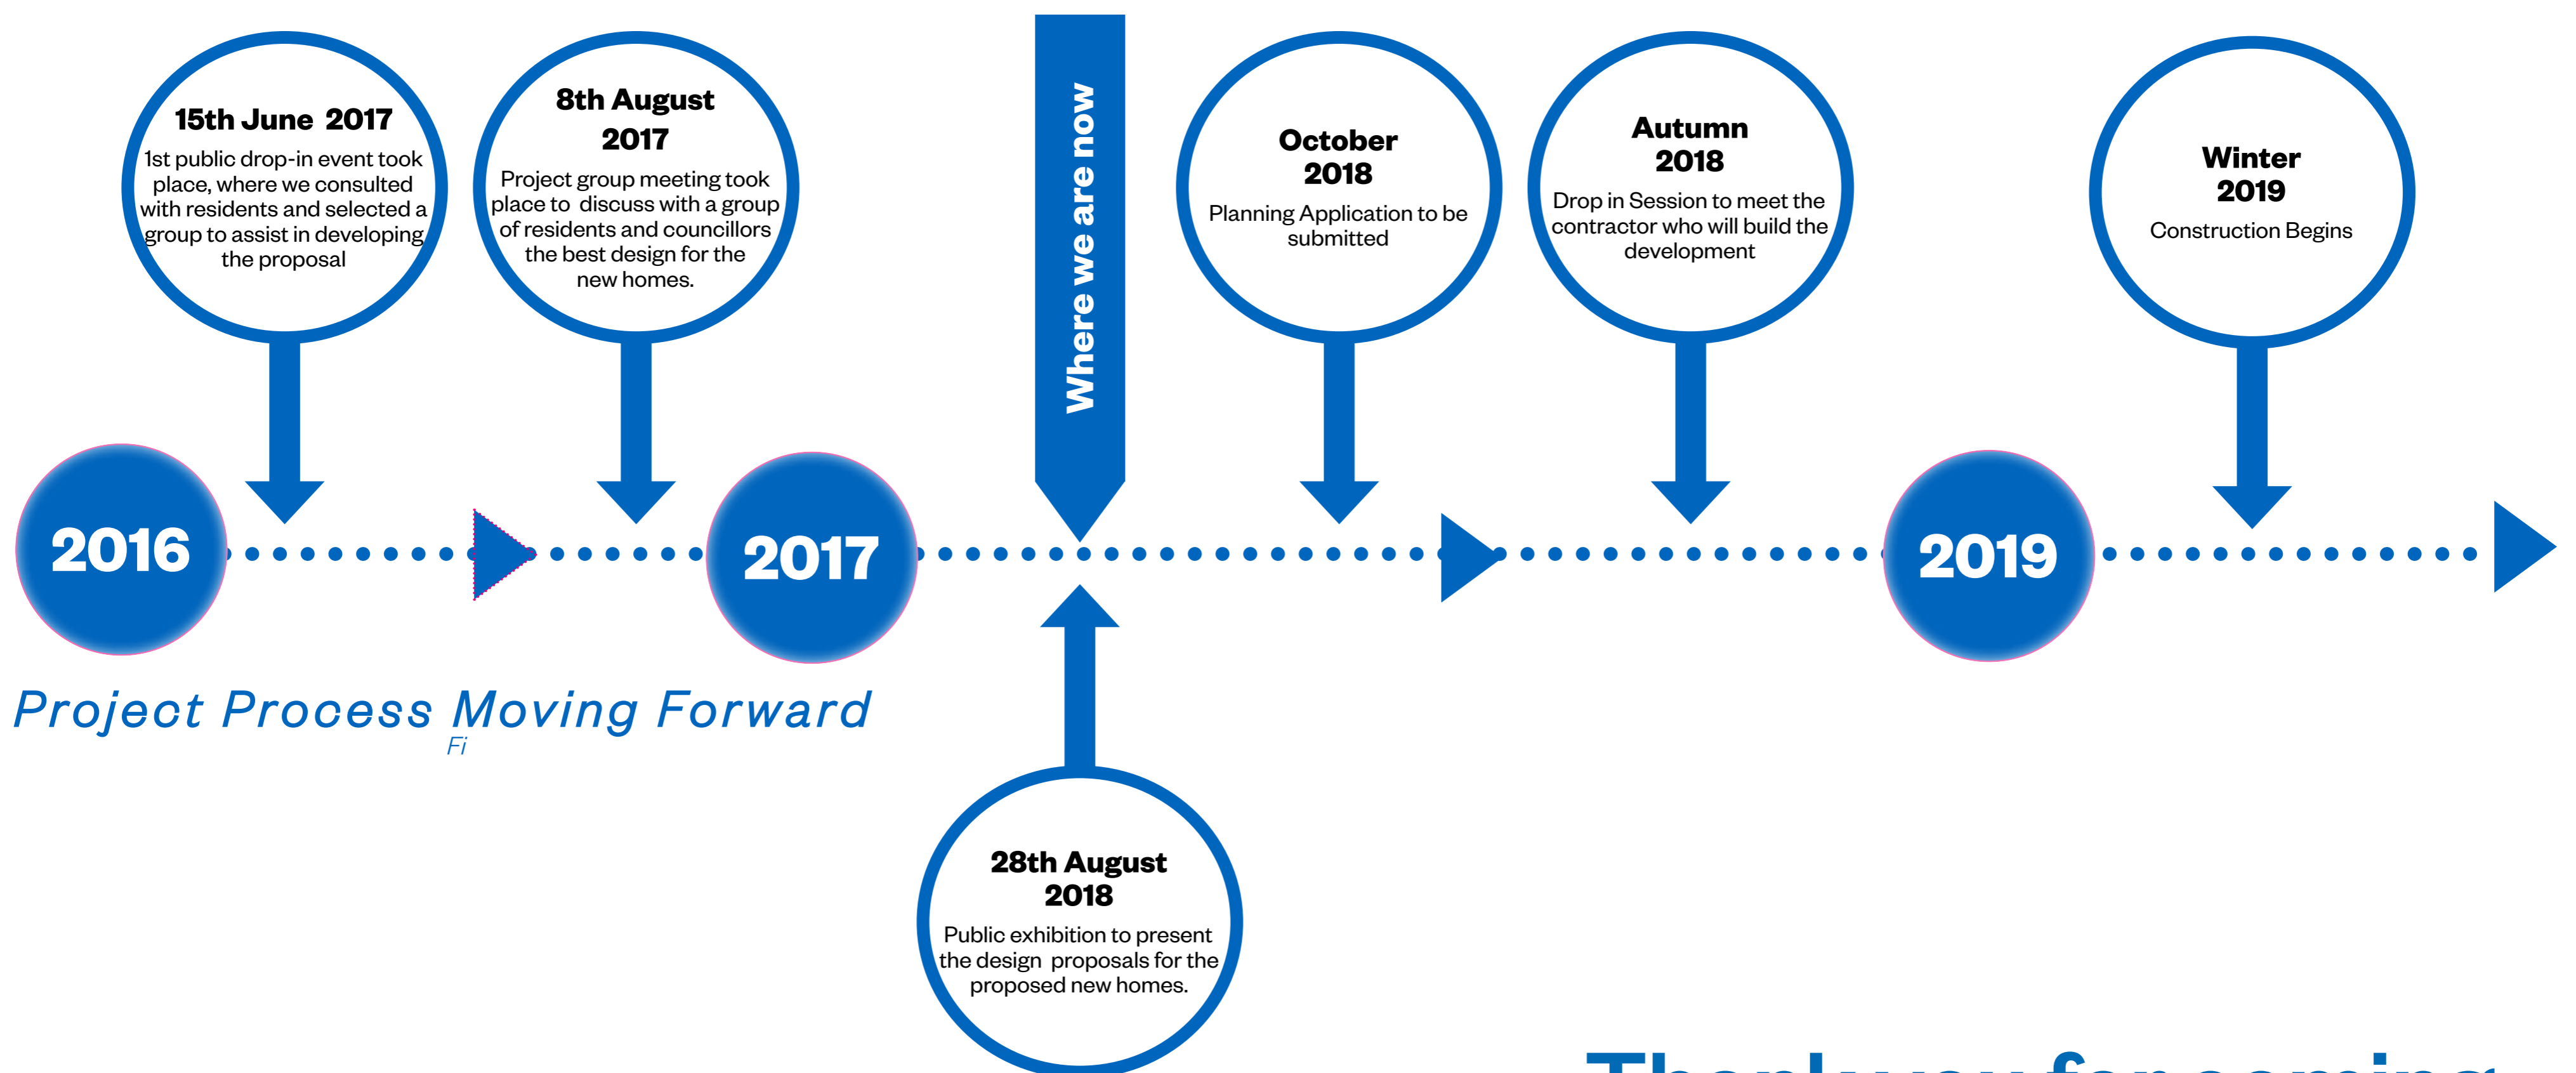 15th June 2017
1st public drop-in event took
place, where we consulted
with residents and selected a
group to assist in developing
the proposal
8th August
2017
Project group meeting took
place to discuss with a group
of residents and councillors
the best design for the
new homes.
Where we are now
October
2018
Planning Application to be
submitted
Autumn
2018
Drop in Session to meet the
contractor who will build the
development
Winter
2019
Construction Begins
2016
2017
2019
Project Process Moving Forward
Fi
28th August
2018
Public exhibition to present
the design proposals for the
proposed new homes.
Thank you for coming